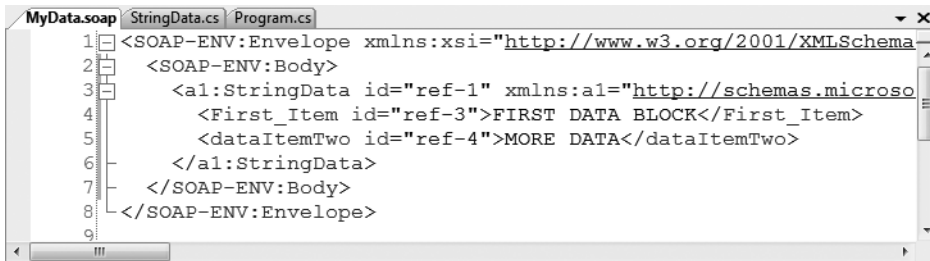 MyData.soap StringData.cs Program.cs
1 <SOAP-ENV:Envelope xmlns:xsi="http://www.w3.org/2001/XMLSchema
2 <SOAP-ENV:Body>
3 <a1:StringData id="ref-1" xmlns:a1="http://schemas.microso
4 <First_Item id="ref-3">FIRST DATA BLOCK</First_Item>
5 <dataItemTwo id="ref-4">MORE DATA</dataItemTwo>
6 </a1:StringData>
7 </SOAP-ENV:Body>
8 </SOAP-ENV:Envelope>
9